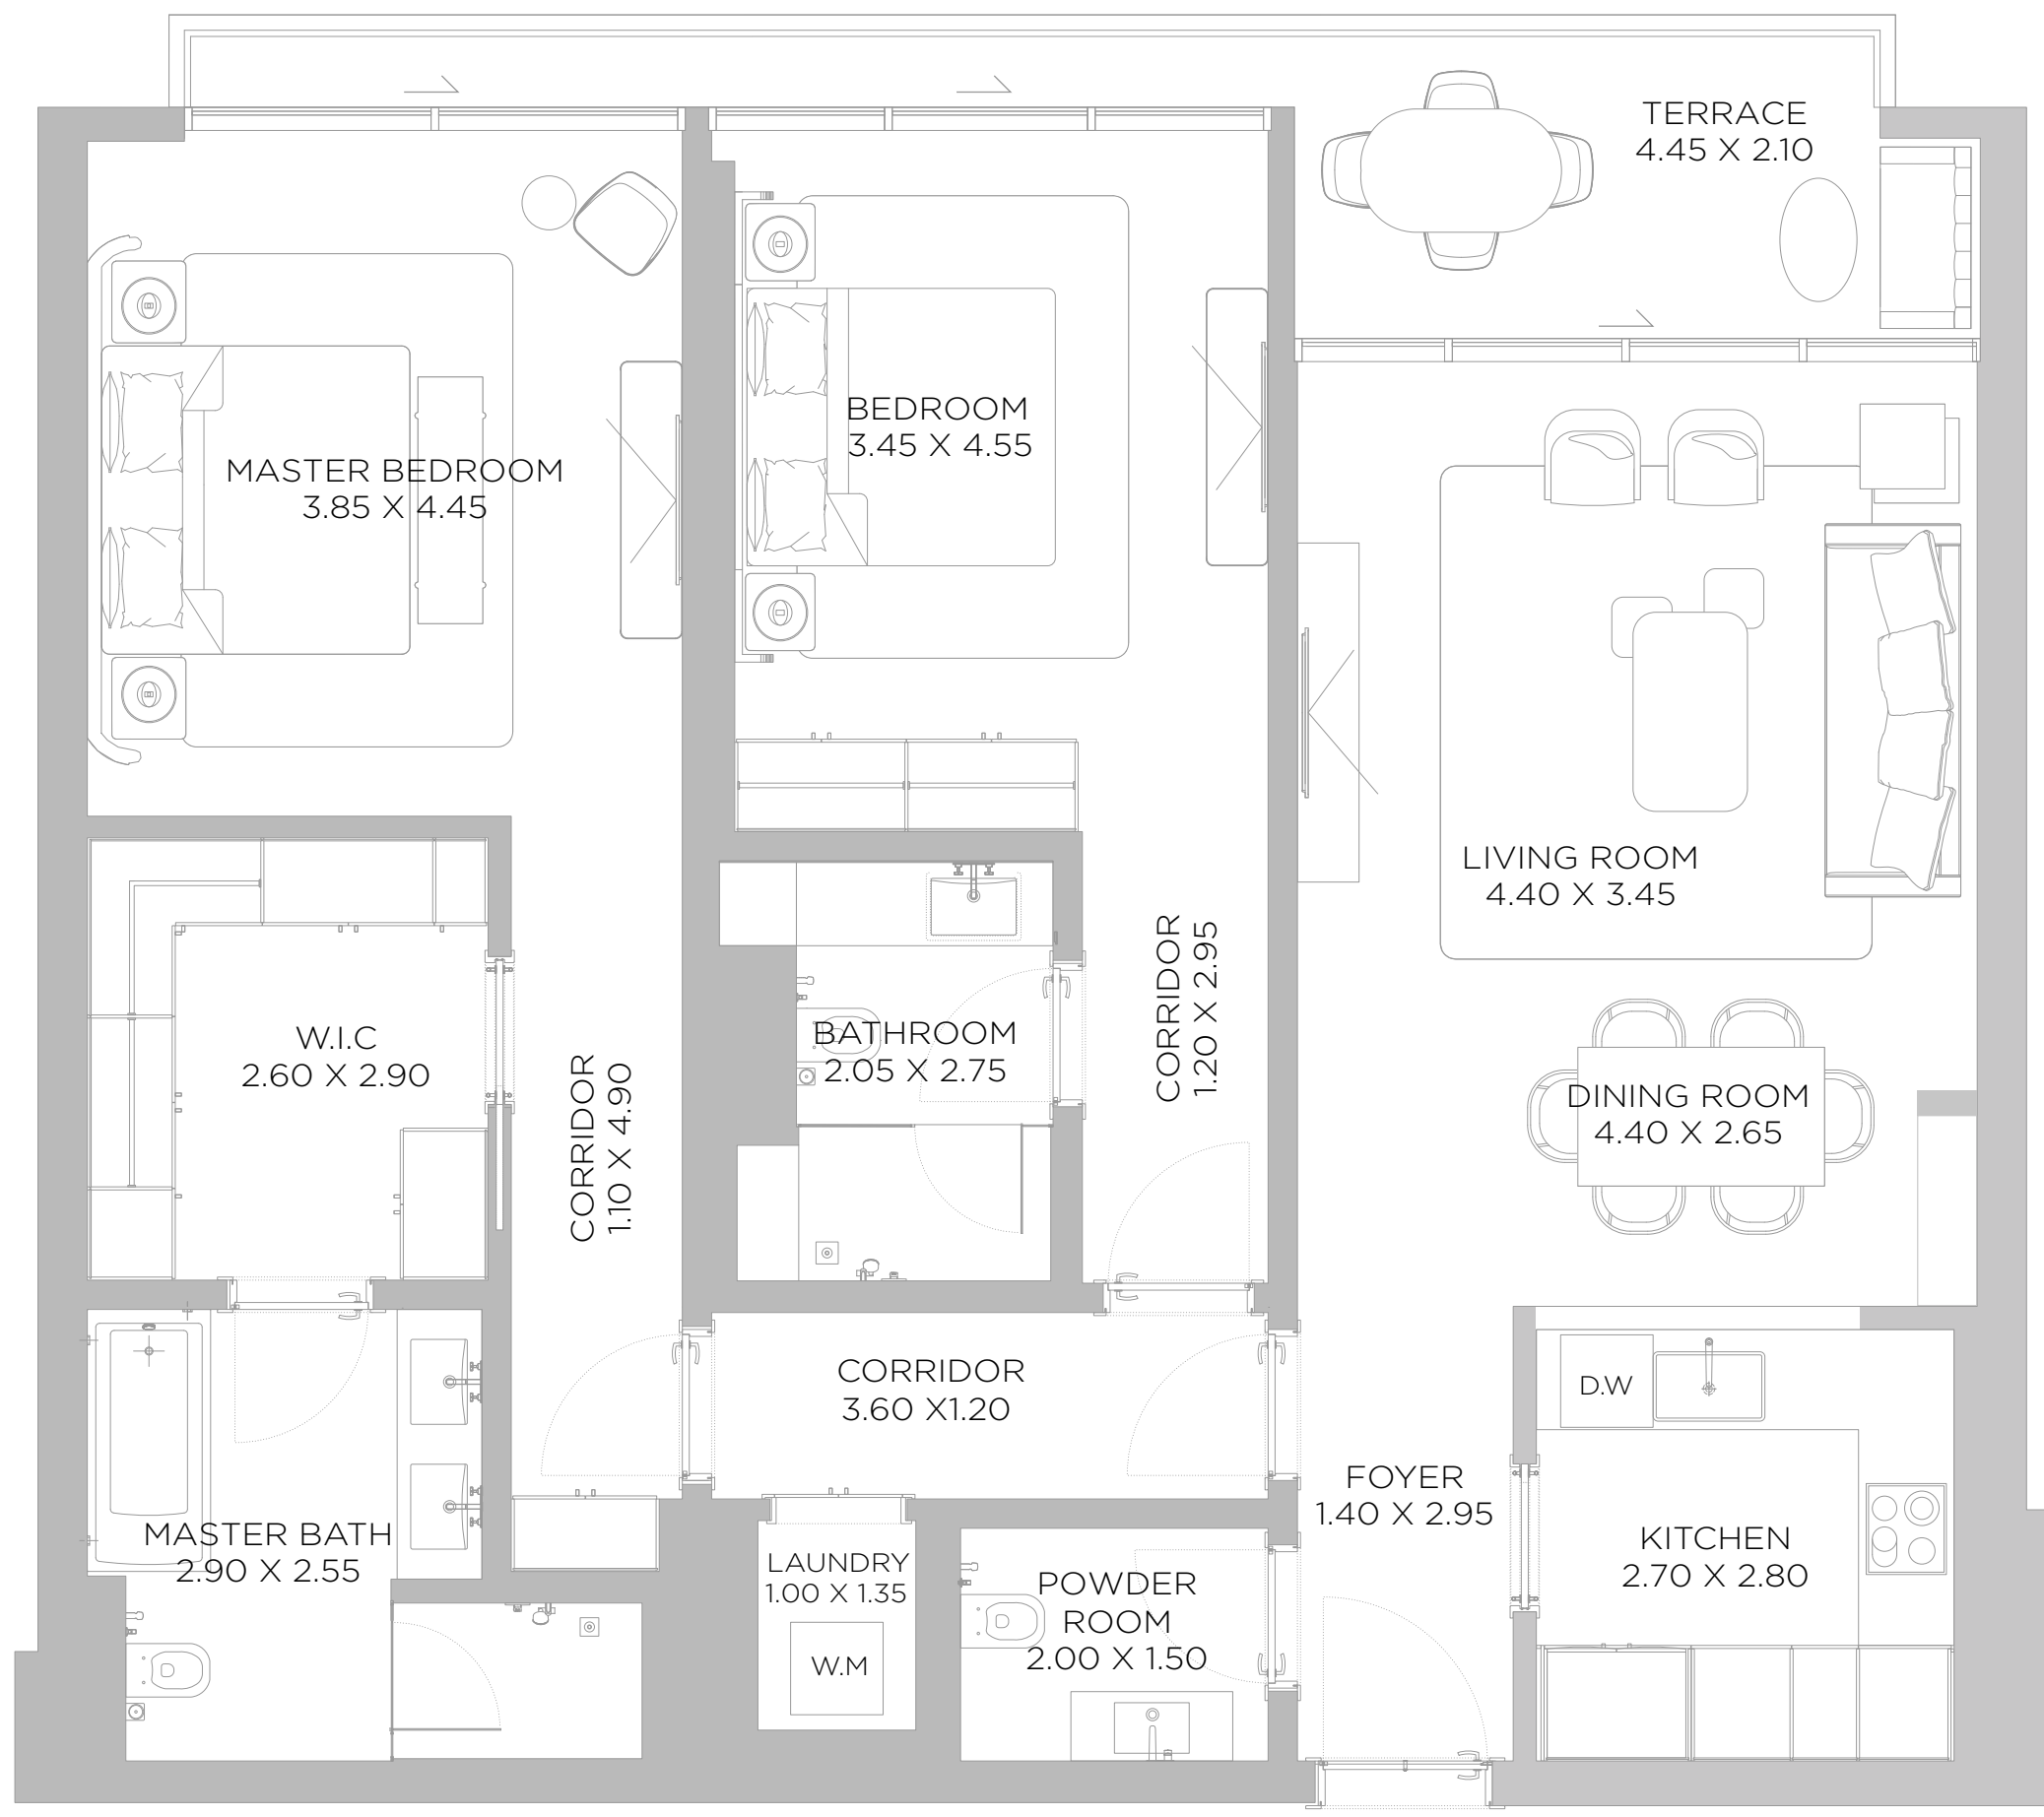 TERRACE
4.45 X 2.10
BEDROOM
3.45 X 4.55
MASTER BEDROOM
3.85 X 4.45
LIVING ROOM
4.40 X 3.45
W.I.C
2.60 X 2.90
CORRIDOR
1.10 X 4.90
BATHROOM
2.05 X 2.75
CORRIDOR
1.20 X 2.95
DINING ROOM
4.40 X 2.65
CORRIDOR
3.60 X1.20
D.W
FOYER
1.40 X 2.95
MASTER BATH
2.90 X 2.55
LAUNDRY
1.00 X 1.35
W.M
POWDER
ROOM
2.00 X 1.50
KITCHEN
2.70 X 2.80